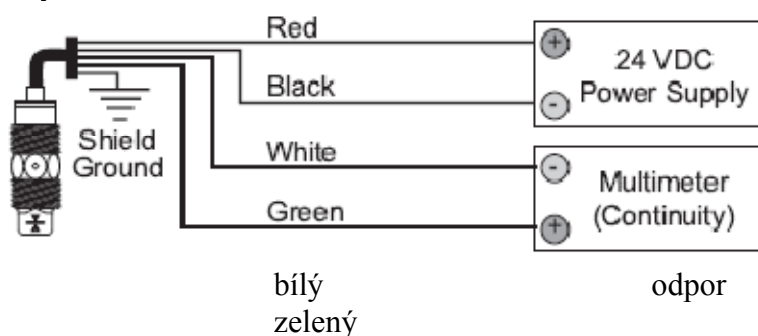 Red
24 VDC
Power Supply
Black
Shield
Ground
White
Multimeter
(Continuity)
Green
bílý odpor
zelený